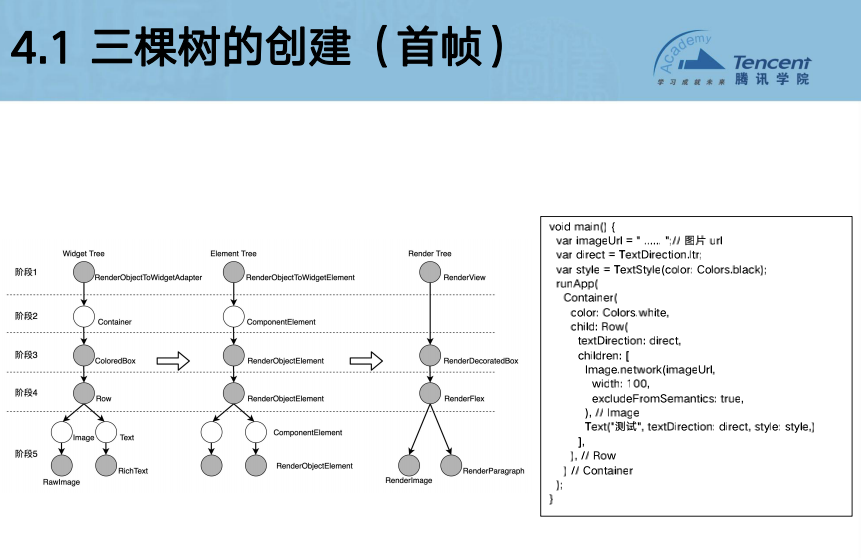 4.1 三棵树的创建（首帧）
Academy
学习成就未来
Tencent
腾讯学院
Widget Tree
Element Tree
Render Tree
阶段1
RenderObjectToWidgetAdapter
RenderObjectToWidgetElement
RenderView
阶段2
Container
ComponentElement
阶段3
ColoredBox
RenderObjectElement
RenderDecoratedBox
阶段4
Row
RenderObjectElement
RenderFlex
Image
Text
ComponentElement
阶段5
RichText
RenderObjectElement
RenderParagraph
RawImage
RenderImage
void main() {
var imageUrl = " ...... ";// 图片 url
var direct = TextDirection.ltr;
var style = TextStyle(color: Colors.black);
runApp(
Container(
color: Colors.white,
child: Row(
textDirection: direct,
children: [
Image.network(imageUrl,
width: 100,
excludeFromSemantics: true,
), // Image
Text("测试", textDirection: direct, style: style,)
],
), // Row
) // Container
);
}